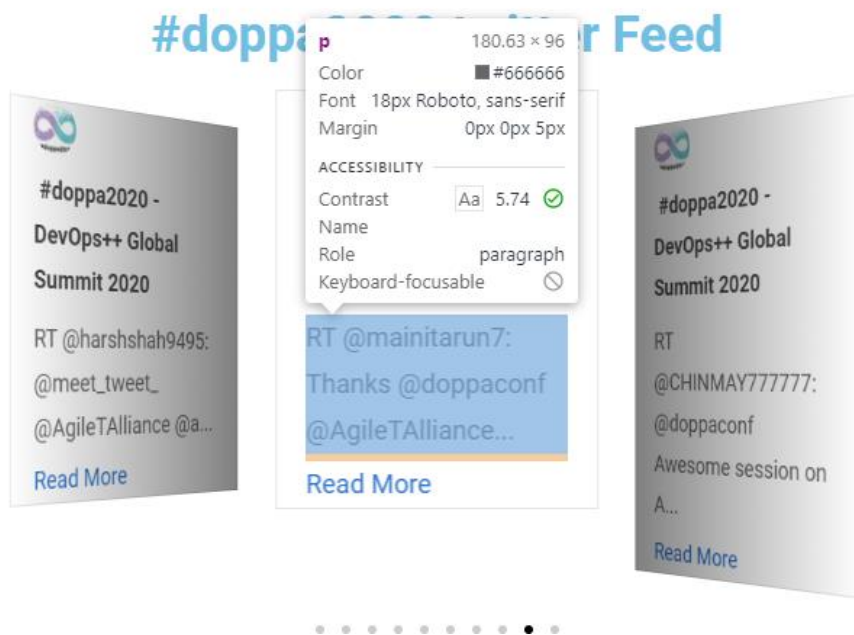 #doppa2020 r Feed
p 180.63 × 96
Color #666666
Font 18px Roboto, sans-serif
Margin 0px 0px 5px
ACCESSIBILITY
Contrast Aa 5.74
Name
Role paragraph
Keyboard-focusable
#doppa2020 -
DevOps++ Global
Summit 2020
RT @harshshah9495:
@meet_tweet_
@AgileTAlliance @a...
Read More
RT @mainitarun7:
Thanks @doppaconf
@AgileTAlliance...
Read More
#doppa2020 -
DevOps++ Global
Summit 2020
RT
@CHINMAY777777:
@doppaconf
Awesome session on
A...
Read More